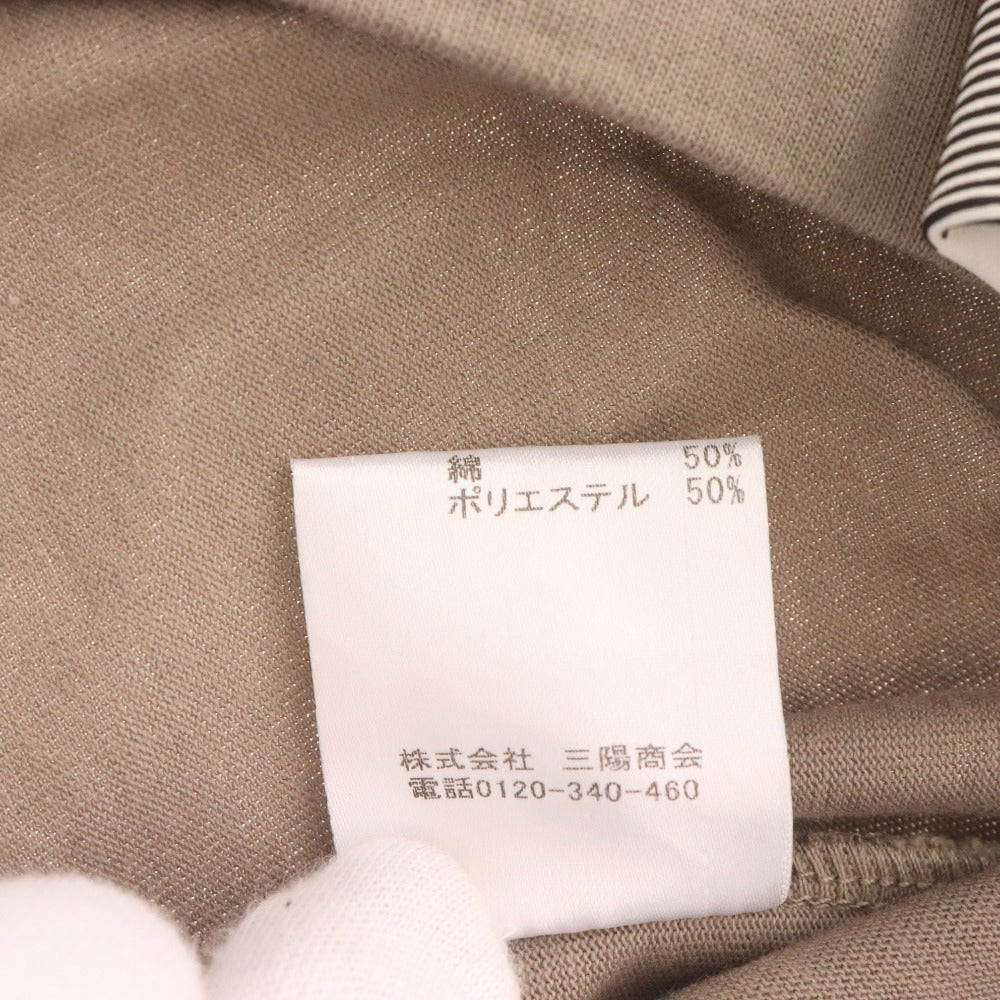 綿 50%
ポリエステル 50%
株式会社 三陽商会
電話0120-340-460